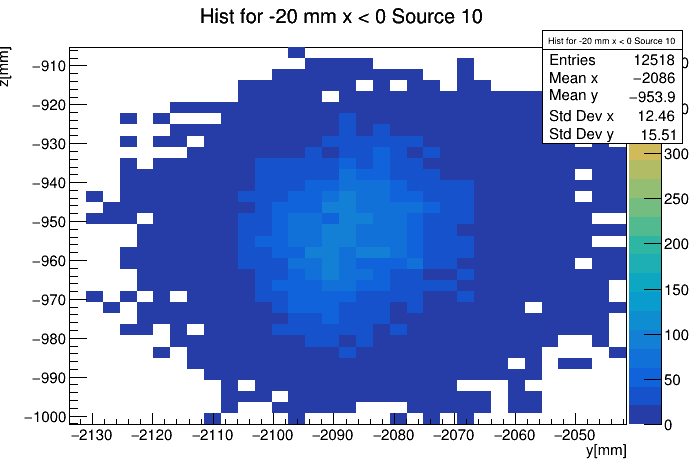 Hist for -20 mm x < 0 Source 10
z[mm]
Hist for -20 mm x < 0 Source 10
Entries 12518
Mean x −2086
Mean y −953.9
Std Dev x 12.46
Std Dev y 15.51
−910
−920
−930
−940
−950
−960
−970
−980
−990
−1000
300
250
200
150
100
50
0
−2130 −2120 −2110 −2100 −2090 −2080 −2070 −2060 −2050
y[mm]